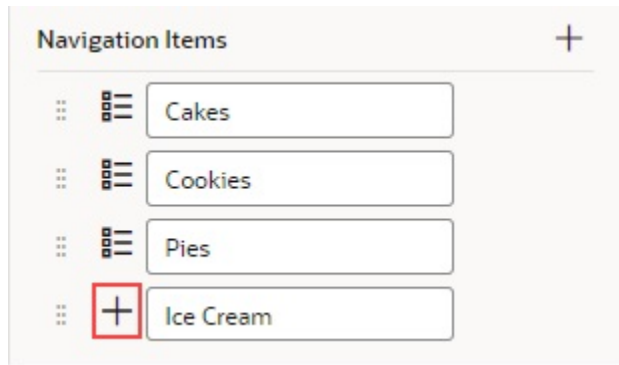 Navigation Items
Cakes
Cookies
Pies
Ice Cream